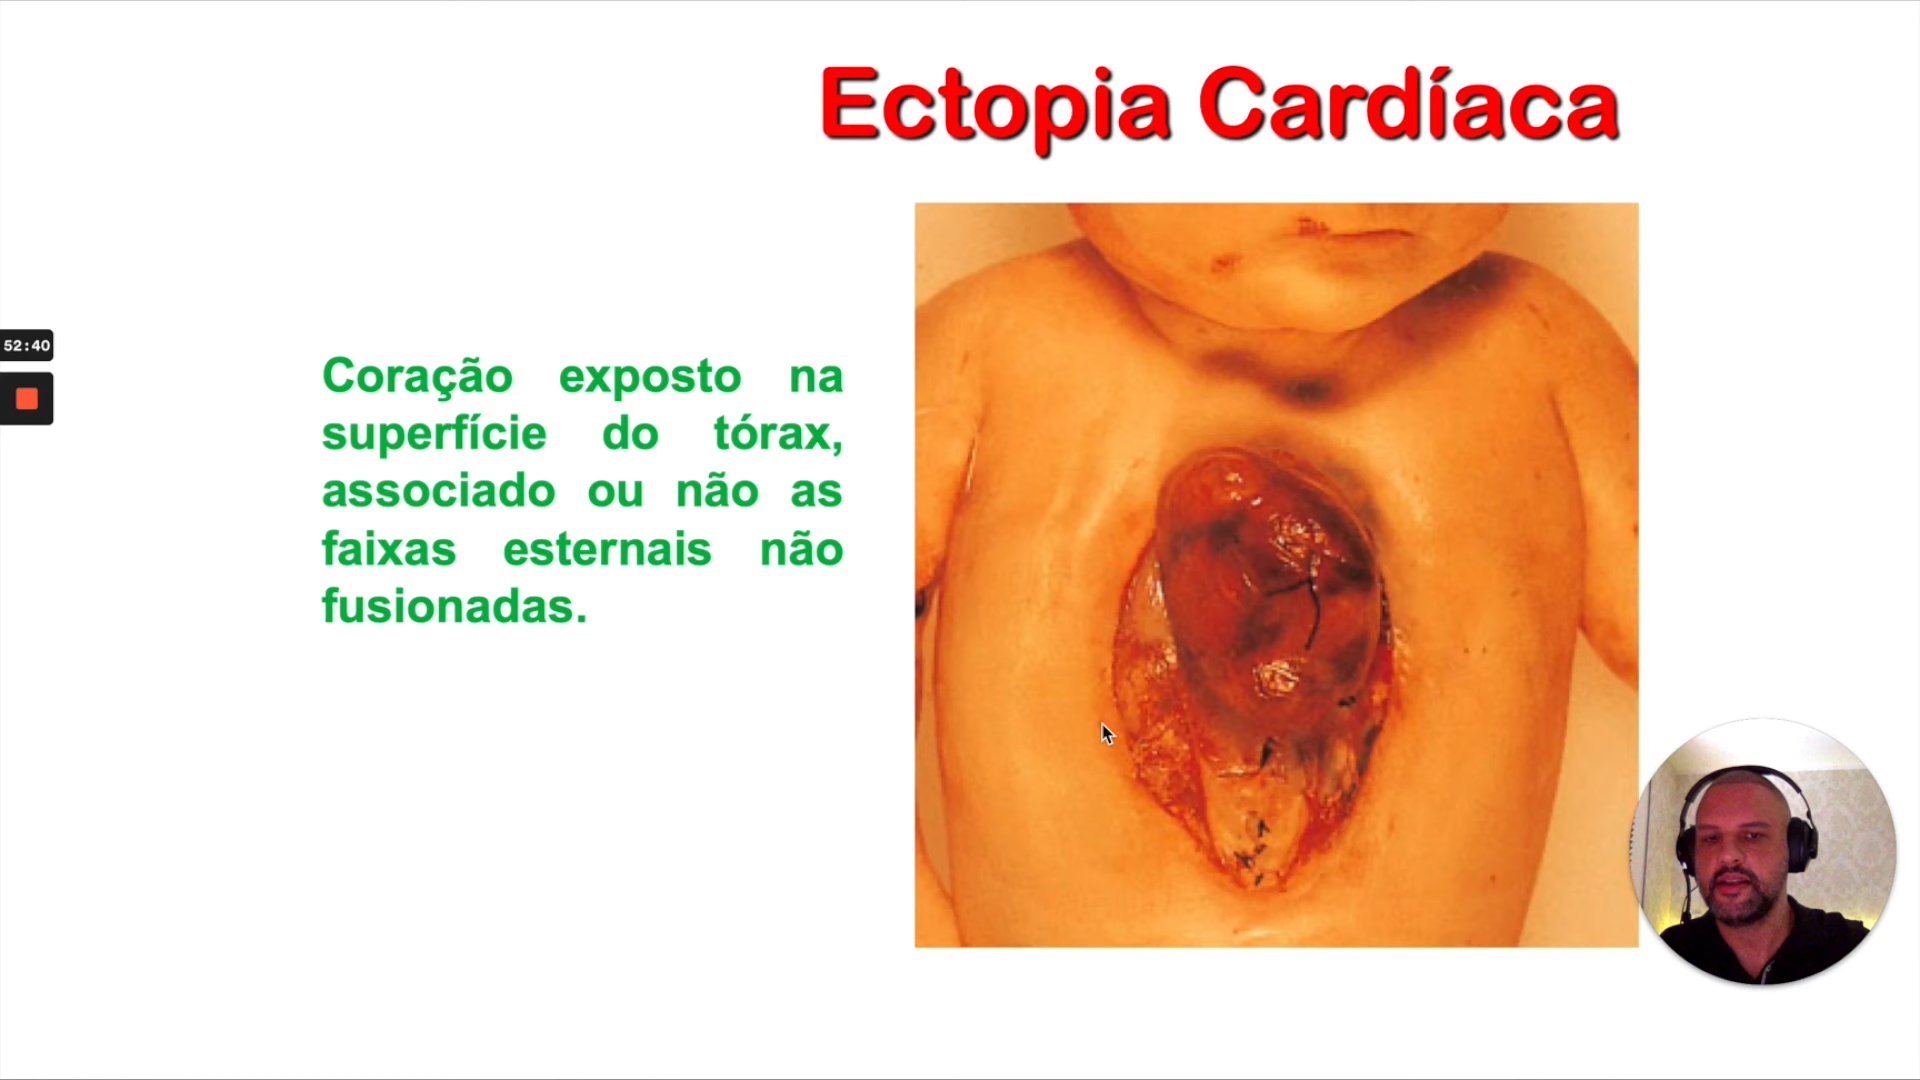 Ectopia Cardíaca
52:40
Coração exposto na
superfície do tórax,
associado ou não as
faixas esternais não
fusionadas.